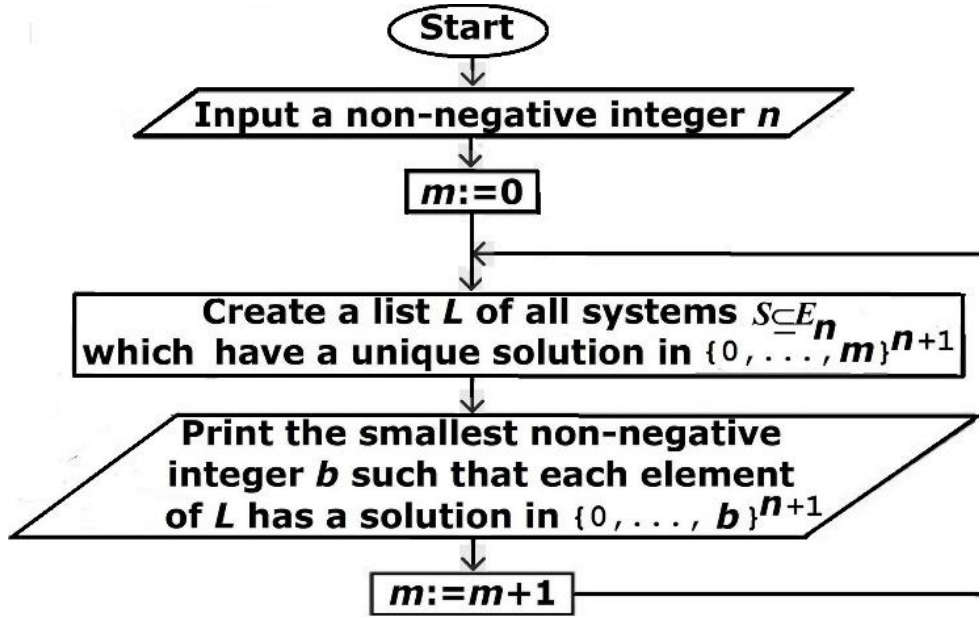 Start
Input a non-negative integer n
m:=0
Create a list L of all systems S⊆Eₙ
which have a unique solution in {0,...,m}ⁿ⁺¹
Print the smallest non-negative
integer b such that each element
of L has a solution in {0,..., b}ⁿ⁺¹
m:=m+1